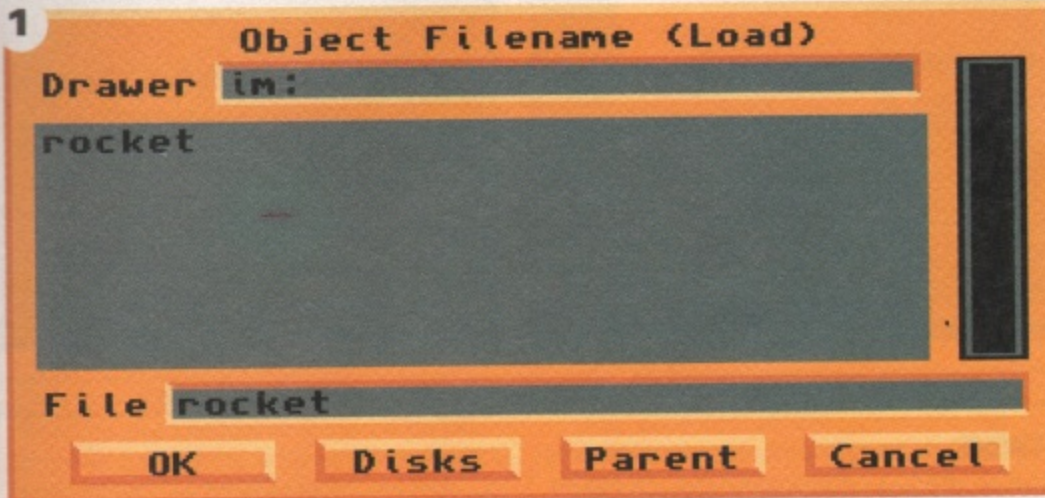 1
Object Filename (Load)
Drawer im:
rocket
File rocket
OK Disks Parent Cancel